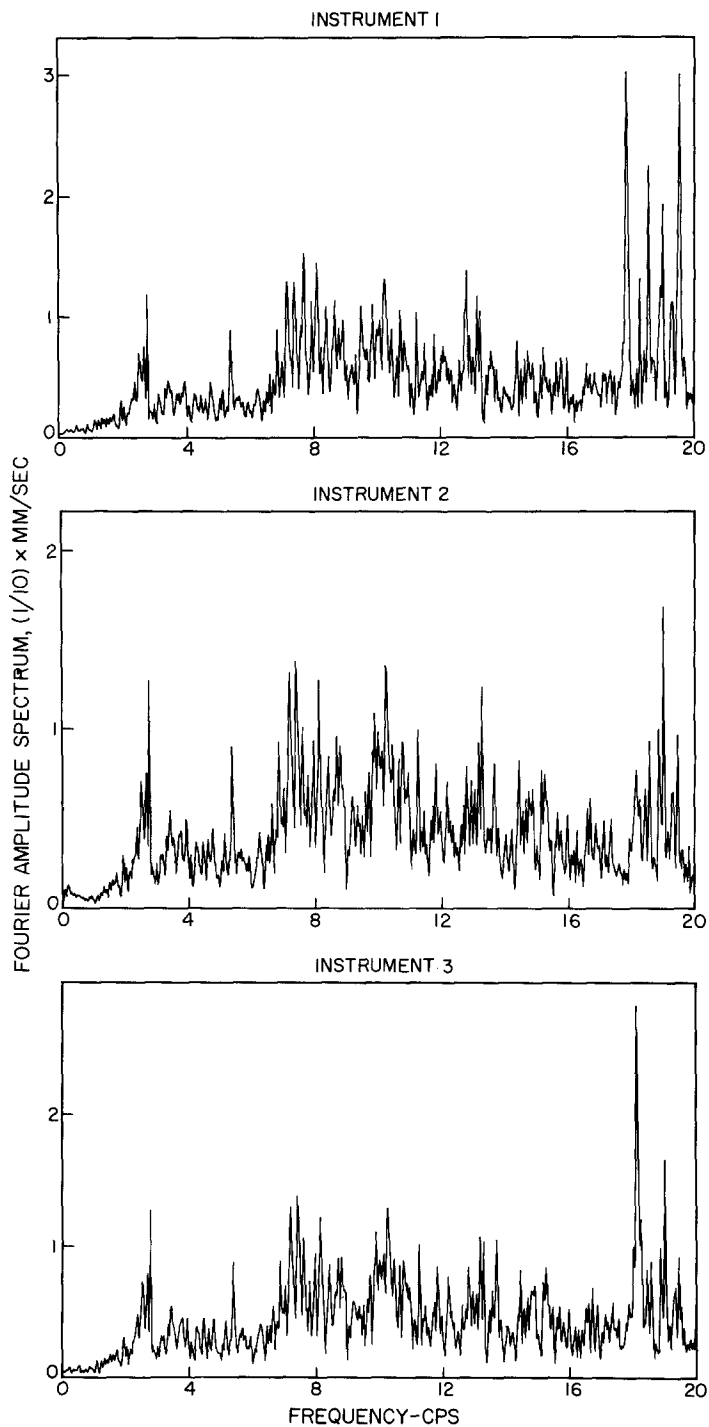 INSTRUMENT 1
3
2
1
0
0 4 8 12 16 20
INSTRUMENT 2
2
1
0
0 4 8 12 16 20
FOURIER AMPLITUDE SPECTRUM, (1/10) × MM/SEC
INSTRUMENT 3
2
1
0
0 4 8 12 16 20
FREQUENCY-CPS